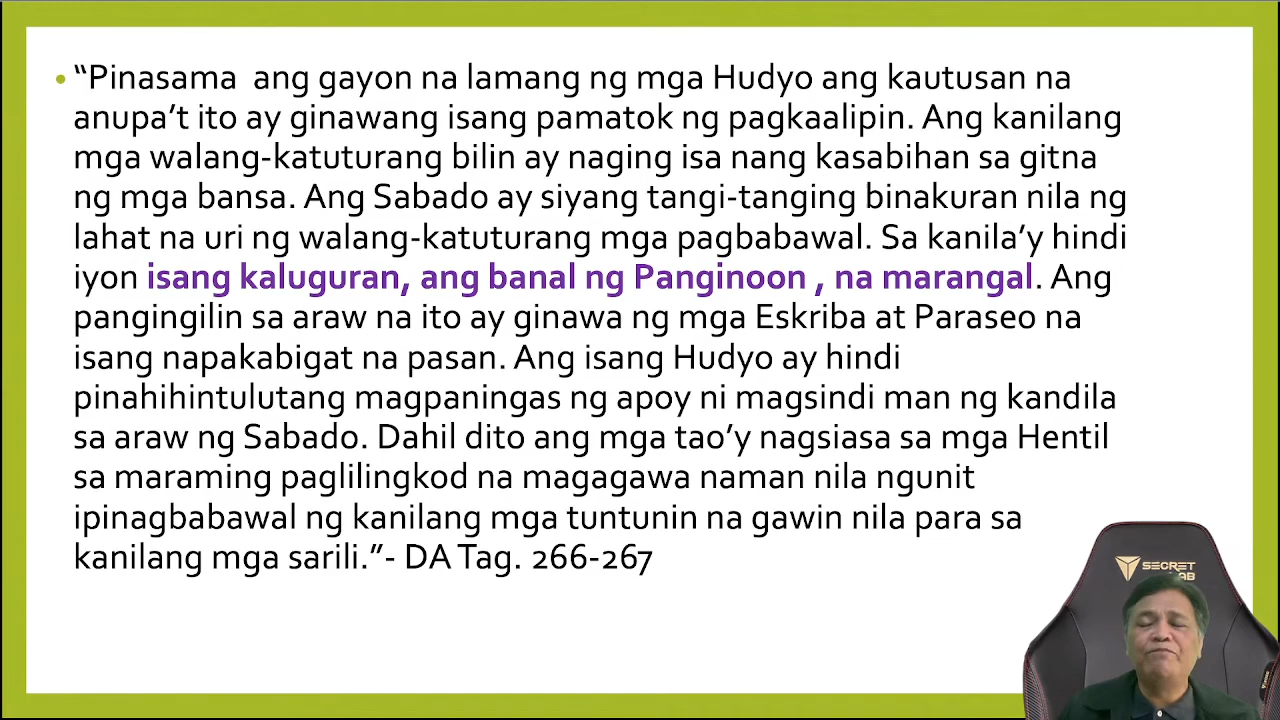 • “Pinasama ang gayon na lamang ng mga Hudyo ang kautusan na
anupa’t ito ay ginawang isang pamatok ng pagkaalipin. Ang kanilang
mga walang-katuturang bilin ay naging isa nang kasabihan sa gitna
ng mga bansa. Ang Sabado ay siyang tangi-tanging binakuran nila ng
lahat na uri ng walang-katuturang mga pagbabawal. Sa kanila’y hindi
iyon isang kaluguran, ang banal ng Panginoon , na marangal. Ang
pangingilin sa araw na ito ay ginawa ng mga Eskriba at Paraseo na
isang napakabigat na pasan. Ang isang Hudyo ay hindi
pinahihintulutang magpaningas ng apoy ni magsindi man ng kandila
sa araw ng Sabado. Dahil dito ang mga tao’y nagsiasa sa mga Hentil
sa maraming paglilingkod na magagawa naman nila ngunit
ipinagbabawal ng kanilang mga tuntunin na gawin nila para sa
kanilang mga sarili.”- DA Tag. 266-267
SECRET
LAB